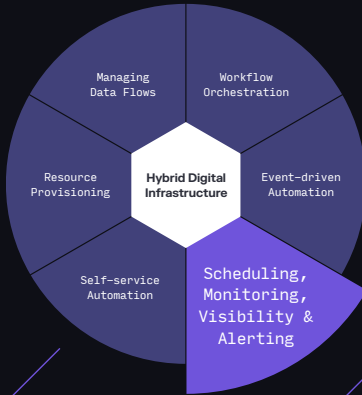 Managing
Data Flows
Workflow
Orchestration
Resource
Provisioning
Hybrid Digital
Infrastructure
Event-driven
Automation
Self-service
Automation
Scheduling,
Monitoring,
Visibility &
Alerting